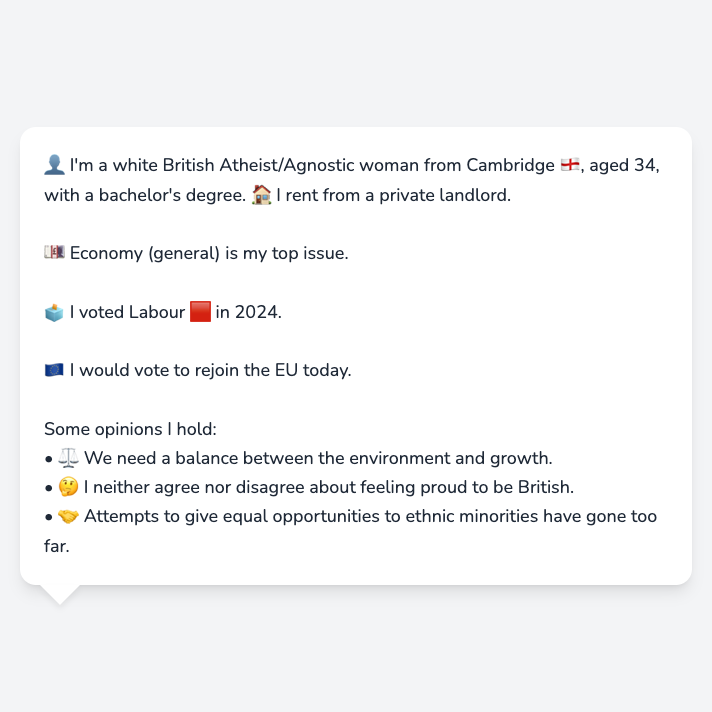 👤 I'm a white British Atheist/Agnostic woman from Cambridge 🏴󠁧󠁢󠁥󠁮󠁧󠁿, aged 34,
with a bachelor's degree. 🏠 I rent from a private landlord.
💷 Economy (general) is my top issue.
🗳️ I voted Labour 🟥 in 2024.
🇪🇺 I would vote to rejoin the EU today.
Some opinions I hold:
• ⚖️ We need a balance between the environment and growth.
• 🤔 I neither agree nor disagree about feeling proud to be British.
• 🤝 Attempts to give equal opportunities to ethnic minorities have gone too
far.